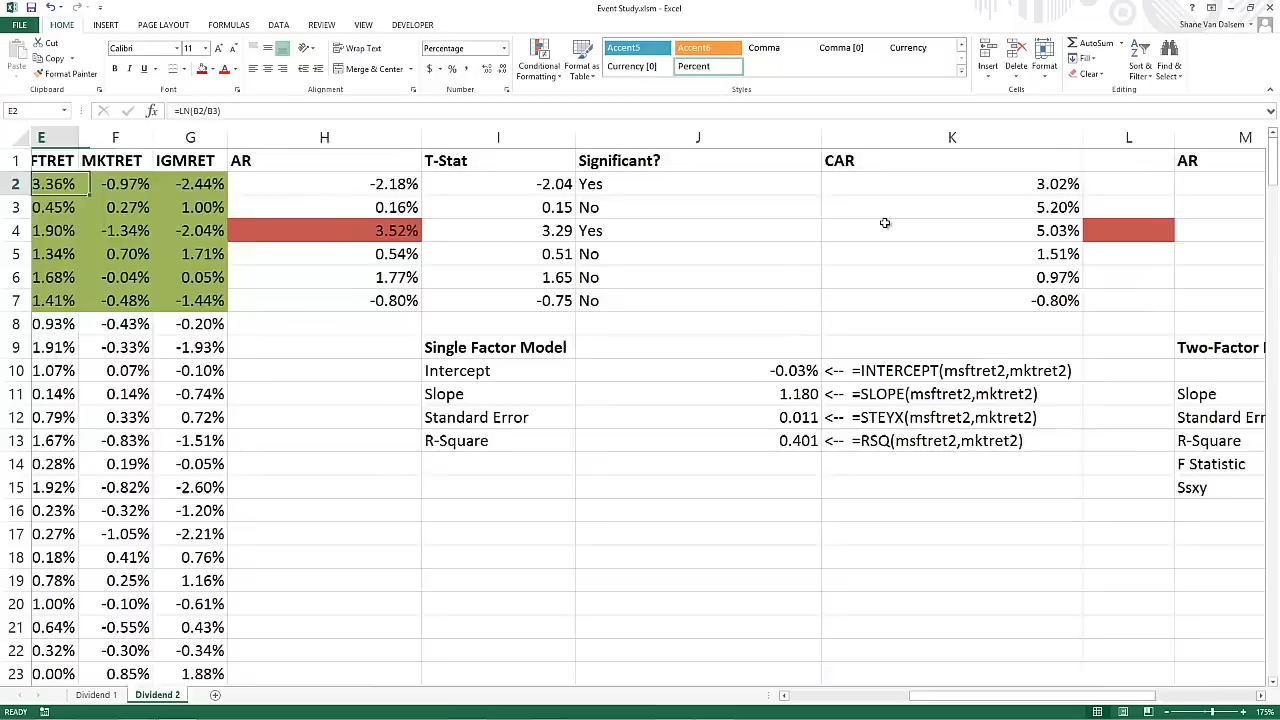 Event Study.xlsm - Excel
FILE HOME INSERT PAGE LAYOUT FORMULAS DATA REVIEW VIEW DEVELOPER Shane Van Dalsem
Paste Cut Copy Format Painter Clipboard
Calibri 11 B I U Font
Wrap Text Merge & Center Alignment
Percentage $ % , Number
Conditional Formatting Format as Table
Accent5 Accent6 Comma Comma [0] Currency
Currency [0] Percent
Styles
Insert Delete Format Cells
AutoSum Fill Clear Sort & Filter Find & Select Editing
E2 fx =LN(B2/B3)
E F G H I J K L M
1 FTRET MKTRET IGMRET AR T-Stat Significant? CAR AR
2 3.36% -0.97% -2.44% -2.18% -2.04 Yes 3.02%
3 0.45% 0.27% 1.00% 0.16% 0.15 No 5.20%
4 1.90% -1.34% -2.04% 3.52% 3.29 Yes 5.03%
5 1.34% 0.70% 1.71% 0.54% 0.51 No 1.51%
6 1.68% -0.04% 0.05% 1.77% 1.65 No 0.97%
7 1.41% -0.48% -1.44% -0.80% -0.75 No -0.80%
8 0.93% -0.43% -0.20%
9 1.91% -0.33% -1.93% Single Factor Model Two-Factor
10 1.07% 0.07% -0.10% Intercept -0.03% <-- =INTERCEPT(msftret2,mktret2)
11 0.14% 0.14% -0.74% Slope 1.180 <-- =SLOPE(msftret2,mktret2) Slope
12 0.79% 0.33% 0.72% Standard Error 0.011 <-- =STEYX(msftret2,mktret2) Standard Err
13 1.67% -0.83% -1.51% R-Square 0.401 <-- =RSQ(msftret2,mktret2) R-Square
14 0.28% 0.19% -0.05% F Statistic
15 1.92% -0.82% -2.60% Ssxy
16 0.23% -0.32% -1.20%
17 0.27% -1.05% -2.21%
18 0.18% 0.41% 0.76%
19 0.78% 0.25% 1.16%
20 1.00% -0.10% -0.61%
21 0.64% -0.55% 0.43%
22 0.32% -0.30% -0.34%
23 0.00% 0.85% 1.88%
Dividend 1 Dividend 2
READY 175%